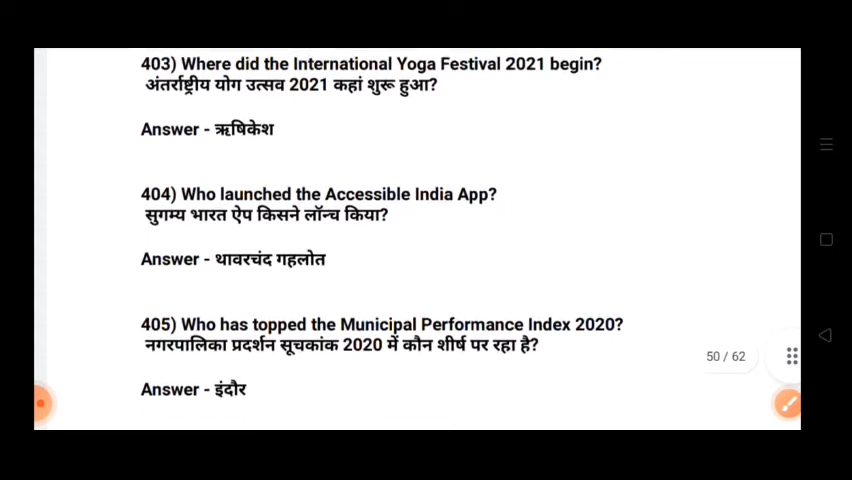 403) Where did the International Yoga Festival 2021 begin?
अंतर्राष्ट्रीय योग उत्सव 2021 कहां शुरू हुआ?
Answer - ऋषिकेश
404) Who launched the Accessible India App?
सुगम्य भारत ऐप किसने लॉन्च किया?
Answer - थावरचंद गहलोत
405) Who has topped the Municipal Performance Index 2020?
नगरपालिका प्रदर्शन सूचकांक 2020 में कौन शीर्ष पर रहा है?
50 / 62
Answer - इंदौर